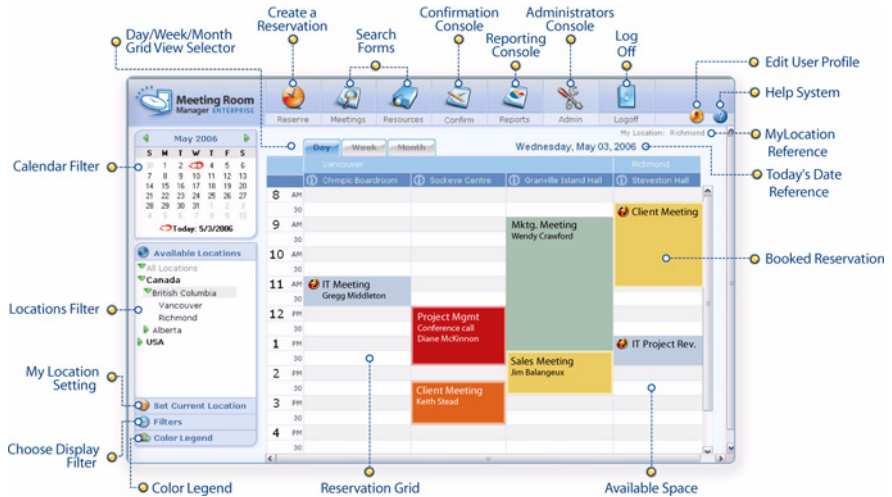 Day/Week/Month
Grid View Selector
Create a
Reservation
Search
Forms
Confirmation
Console
Reporting
Console
Administrators
Console
Log
Off
Edit User Profile
Help System
MyLocation
Reference
Today's Date
Reference
Booked Reservation
Calendar Filter
Locations Filter
My Location
Setting
Choose Display
Filter
Color Legend
Reservation Grid
Available Space
Meeting Room
Manager ENTERPRISE
Reserve Meetings Resources Confirm Reports Admin Logoff
My Location: Richmond
May 2006
S M T W T F S
30 1 2 3 4 5 6
7 8 9 10 11 12 13
14 15 16 17 18 19 20
21 22 23 24 25 26 27
28 29 30 31 1 2 3
4 5 6 7 8 9 10
Today: 5/3/2006
Available Locations
All Locations
Canada
British Columbia
Vancouver
Richmond
Alberta
USA
Set Current Location
Filters
Color Legend
Day Week Month
Wednesday, May 03, 2006
Vancouver Richmond
Olympic Boardroom Sockeye Centre Granville Island Hall Steveston Hall
8 AM
30
9 AM
30
10 AM
30
11 AM
30
12 PM
30
1 PM
30
2 PM
30
3 PM
30
4 PM
30
IT Meeting
Gregg Middleton
Project Mgmt
Conference call
Diane McKinnon
Client Meeting
Keith Stead
Mktg. Meeting
Wendy Crawford
Sales Meeting
Jim Balangeux
Client Meeting
IT Project Rev.